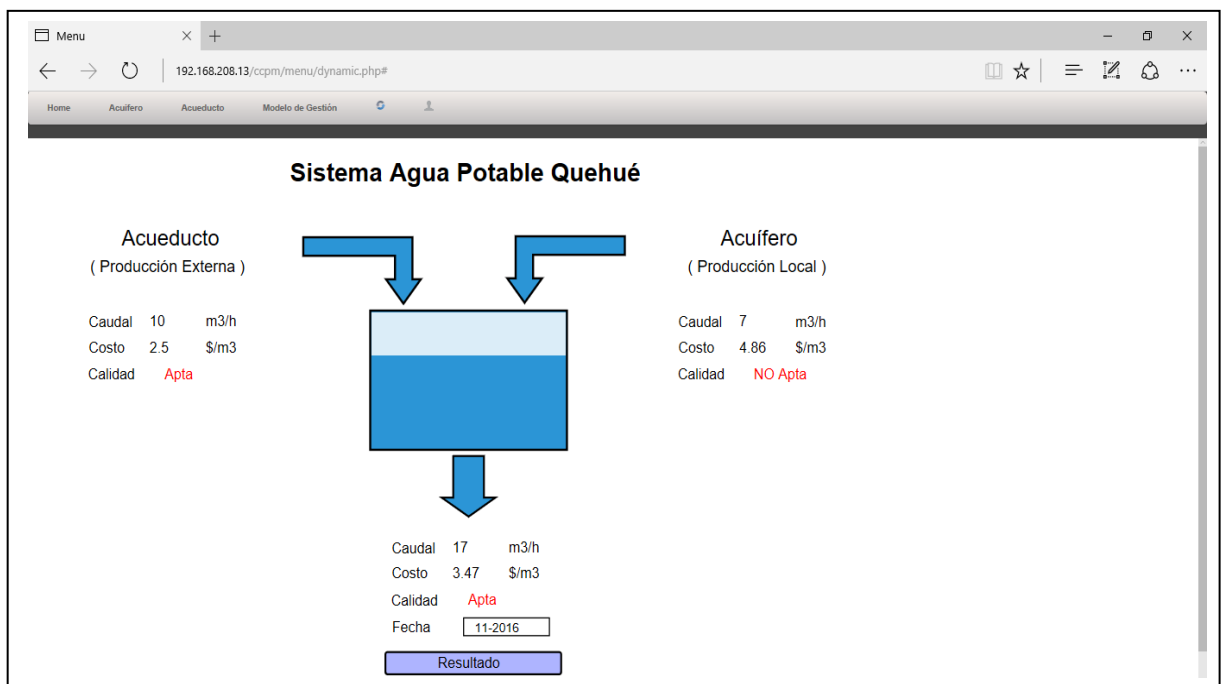 Menu
192.168.208.13/ccpm/menu/dynamic.php#
Home Acuifero Acueducto Modelo de Gestión
Sistema Agua Potable Quehué
Acueducto
( Producción Externa )
Caudal 10 m3/h
Costo 2.5 $/m3
Calidad Apta
Acuífero
( Producción Local )
Caudal 7 m3/h
Costo 4.86 $/m3
Calidad NO Apta
Caudal 17 m3/h
Costo 3.47 $/m3
Calidad Apta
Fecha 11-2016
Resultado